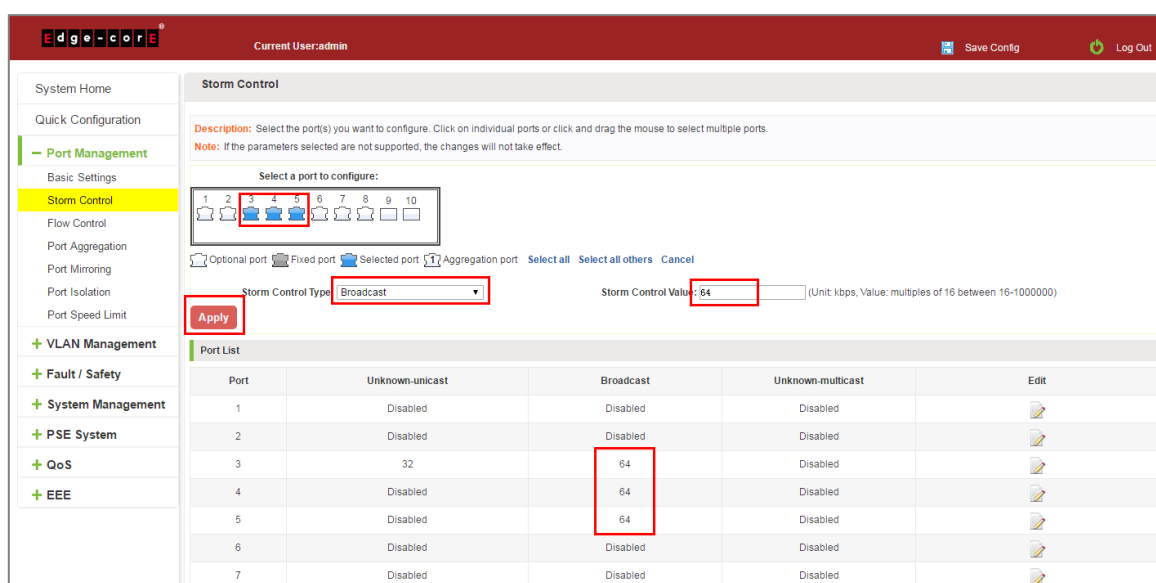 Edge-corE®
Current User:admin
Save Config
Log Out
System Home
Quick Configuration
− Port Management
Basic Settings
Storm Control
Flow Control
Port Aggregation
Port Mirroring
Port Isolation
Port Speed Limit
+ VLAN Management
+ Fault / Safety
+ System Management
+ PSE System
+ QoS
+ EEE
Storm Control
Description: Select the port(s) you want to configure. Click on individual ports or click and drag the mouse to select multiple ports.
Note: If the parameters selected are not supported, the changes will not take effect.
Select a port to configure:
1 2 3 4 5 6 7 8 9 10
Optional port Fixed port Selected port 1 Aggregation port Select all Select all others Cancel
Storm Control Type Broadcast Storm Control Value: 64 (Unit: kbps, Value: multiples of 16 between 16-1000000)
Apply
Port List
Port Unknown-unicast Broadcast Unknown-multicast Edit
1 Disabled Disabled Disabled
2 Disabled Disabled Disabled
3 32 64 Disabled
4 Disabled 64 Disabled
5 Disabled 64 Disabled
6 Disabled Disabled Disabled
7 Disabled Disabled Disabled